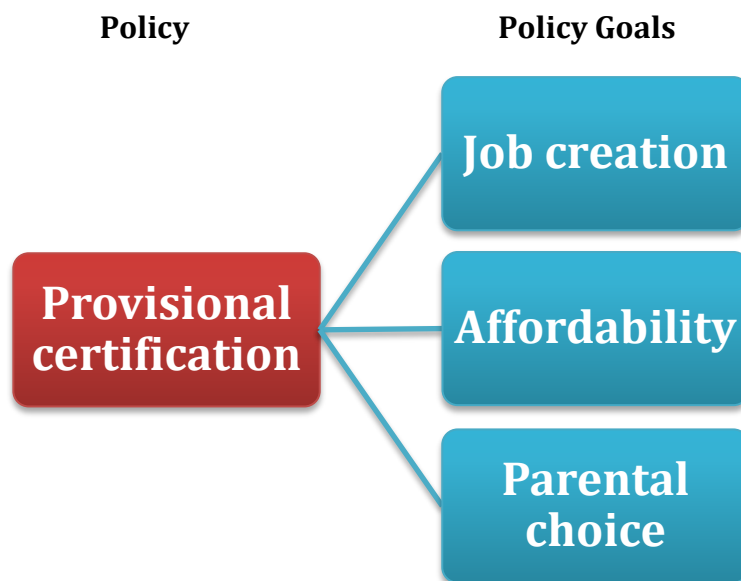 Policy
Policy Goals
Job creation
Provisional
certification
Affordability
Parental
choice